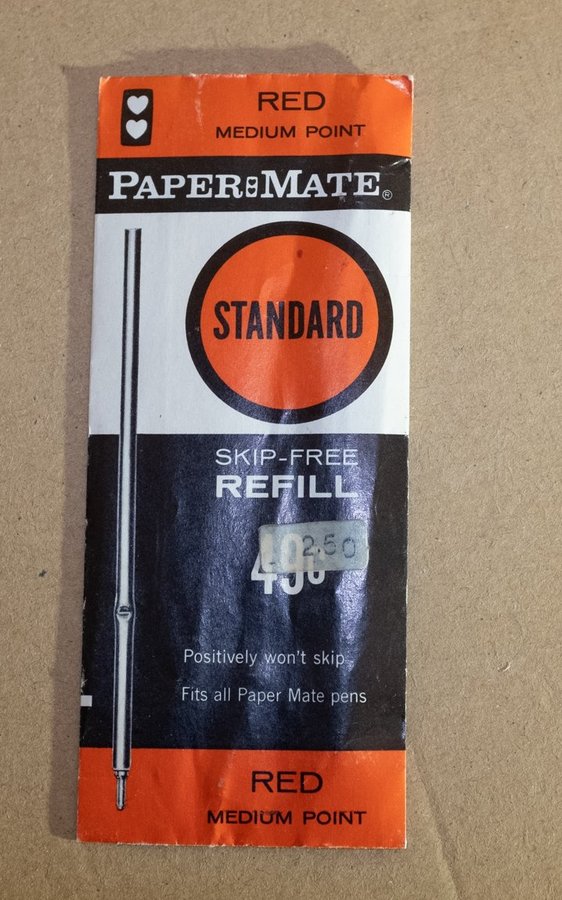 RED
MEDIUM POINT
PAPER MATE®
STANDARD
SKIP-FREE
REFILL
2.50
49¢
Positively won't skip
Fits all Paper Mate pens
RED
MEDIUM POINT